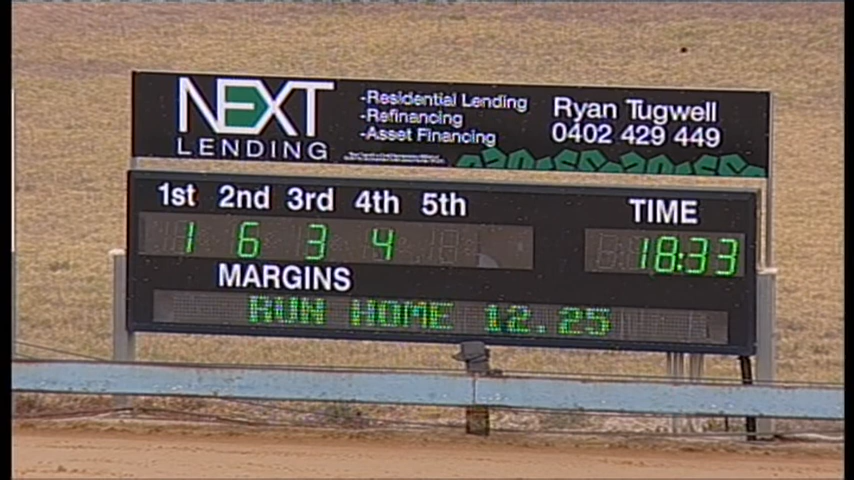 NEXT
LENDING
-Residential Lending
-Refinancing
-Asset Financing
Ryan Tugwell
0402 429 449
1st 2nd 3rd 4th 5th
TIME
1 6 3 4
18:33
MARGINS
RUN HOME 12.25